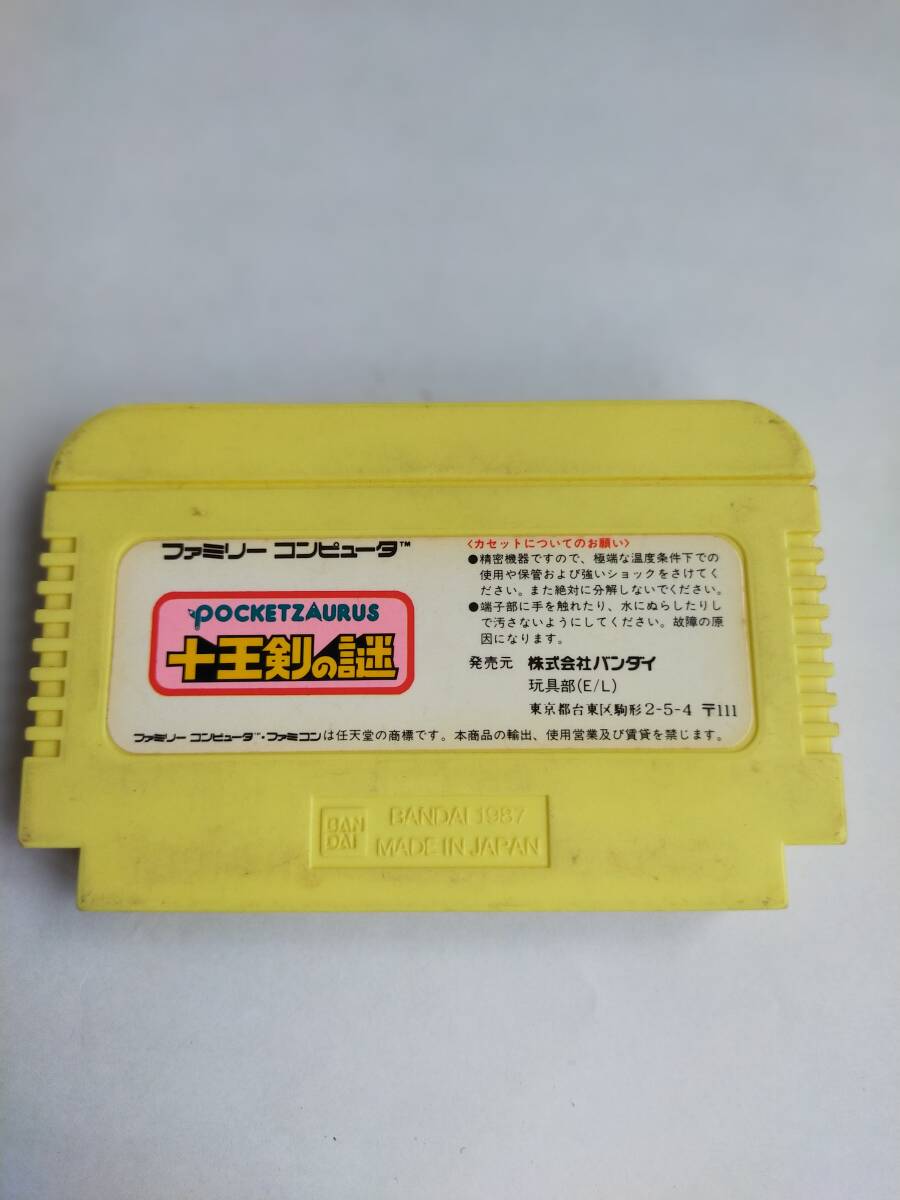 ファミリー コンピュータ™
POCKETZAURUS
十王剣の謎
〈カセットについてのお願い〉
●精密機器ですので、極端な温度条件下での
使用や保管および強いショックをさけてく
ださい。また絶対に分解しないでください。
●端子部に手を触れたり、水にぬらしたりし
で汚さないようにしてください。故障の原
因になります。
発売元 株式会社バンダイ
玩具部(E/L)
東京都台東区駒形2-5-4 〒111
ファミリー コンピュータ™・ファミコンは任天堂の商標です。本商品の輸出、使用営業及び賃貸を禁じます。
BAN
DAI
BANDAI 1987
MADE IN JAPAN